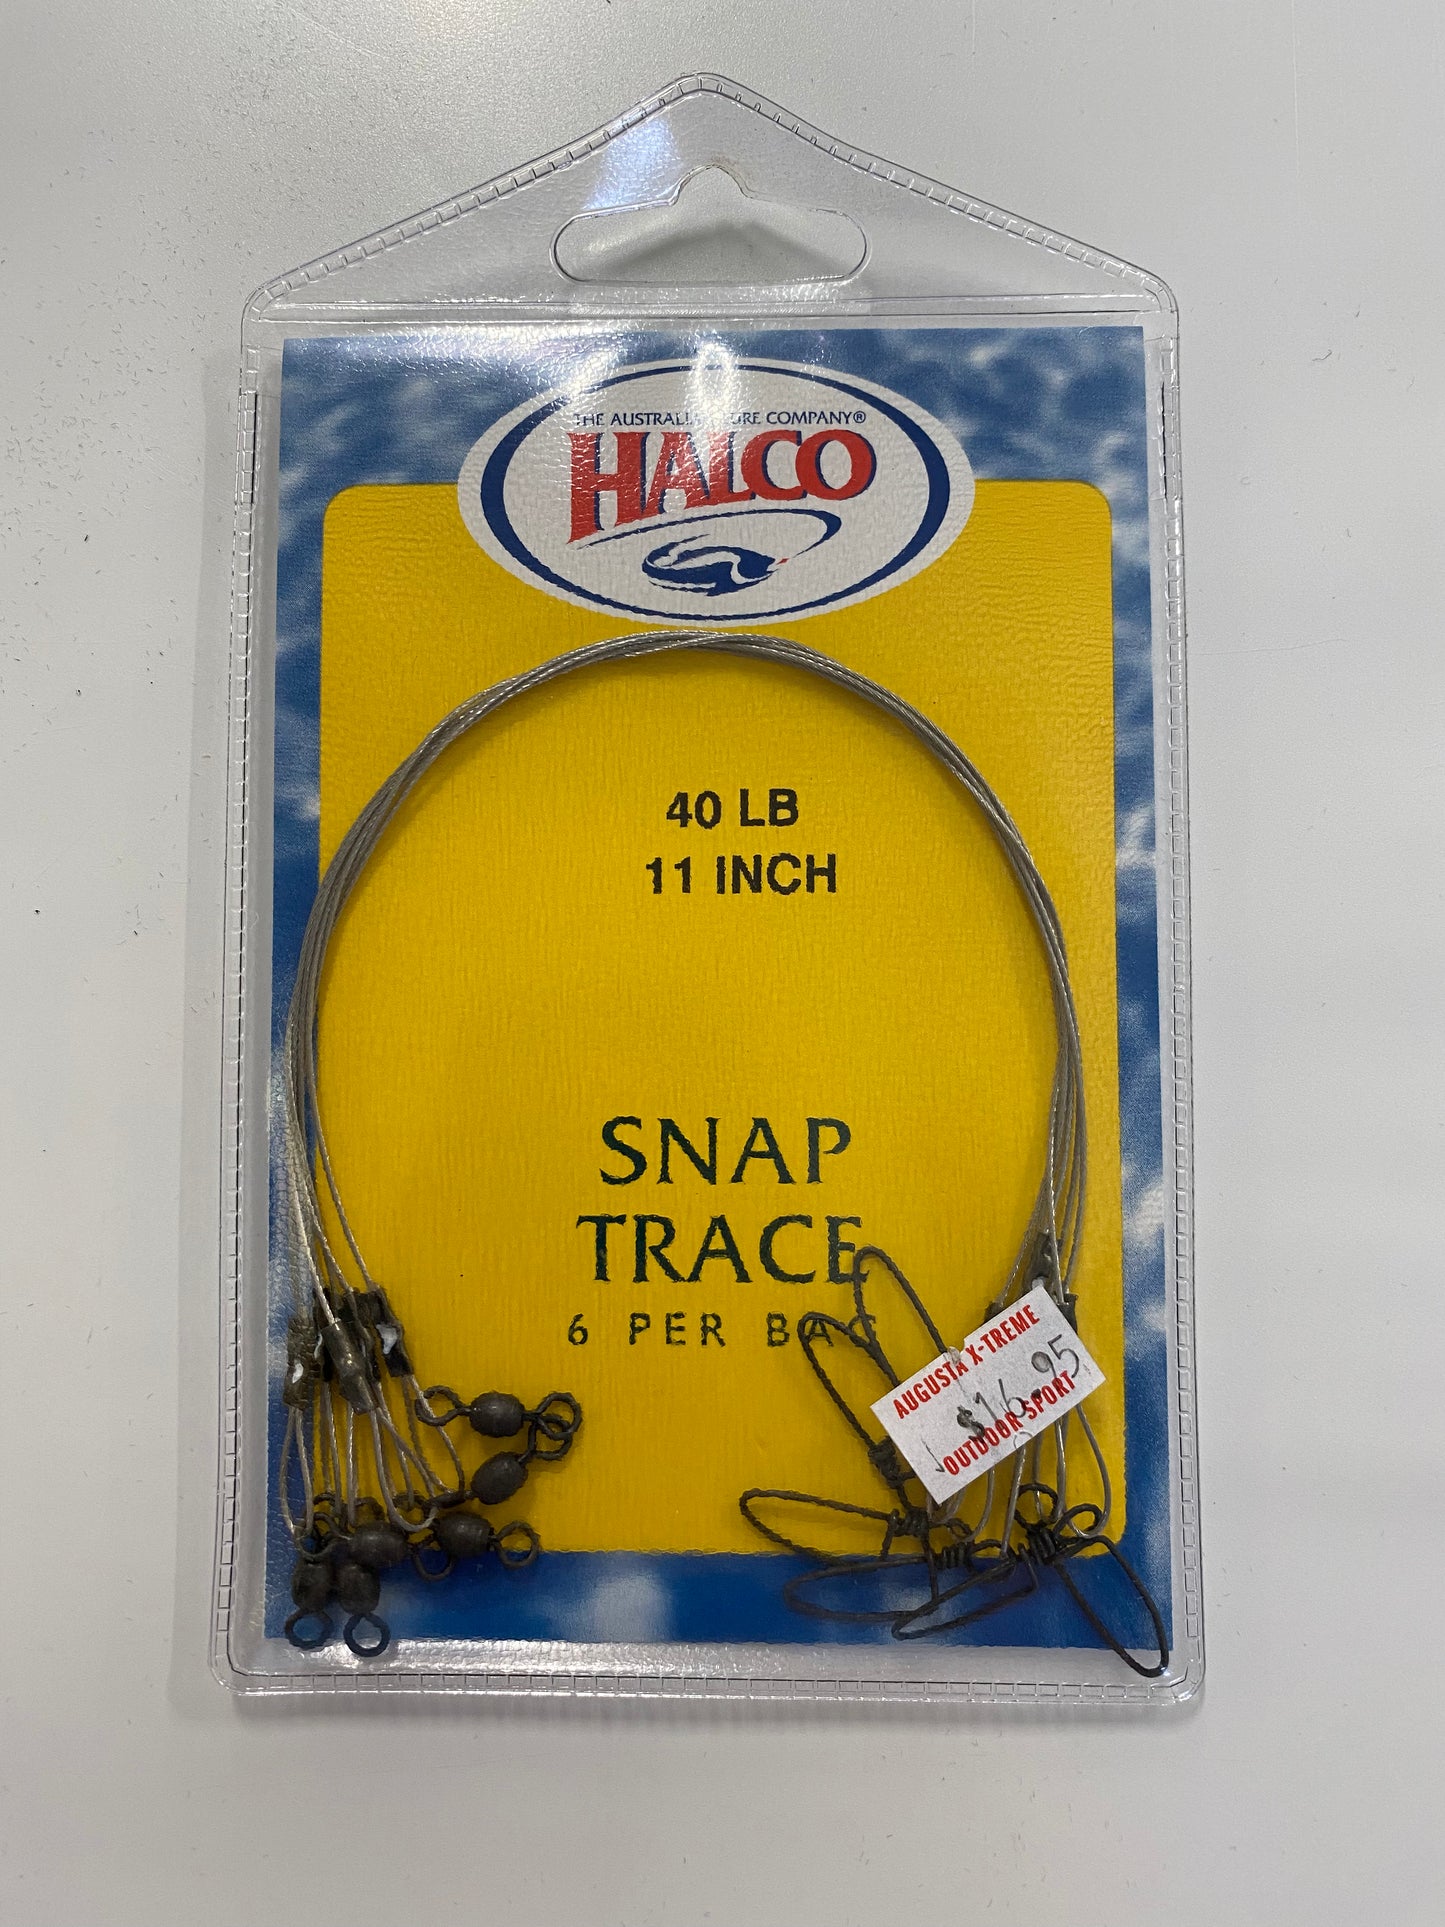 THE AUSTRALIAN LURE COMPANY®
HALCO
40 LB
11 INCH
SNAP
TRACE
6 PER BAG
AUGUSTA X-TREME
$16.95
OUTDOOR SPORT